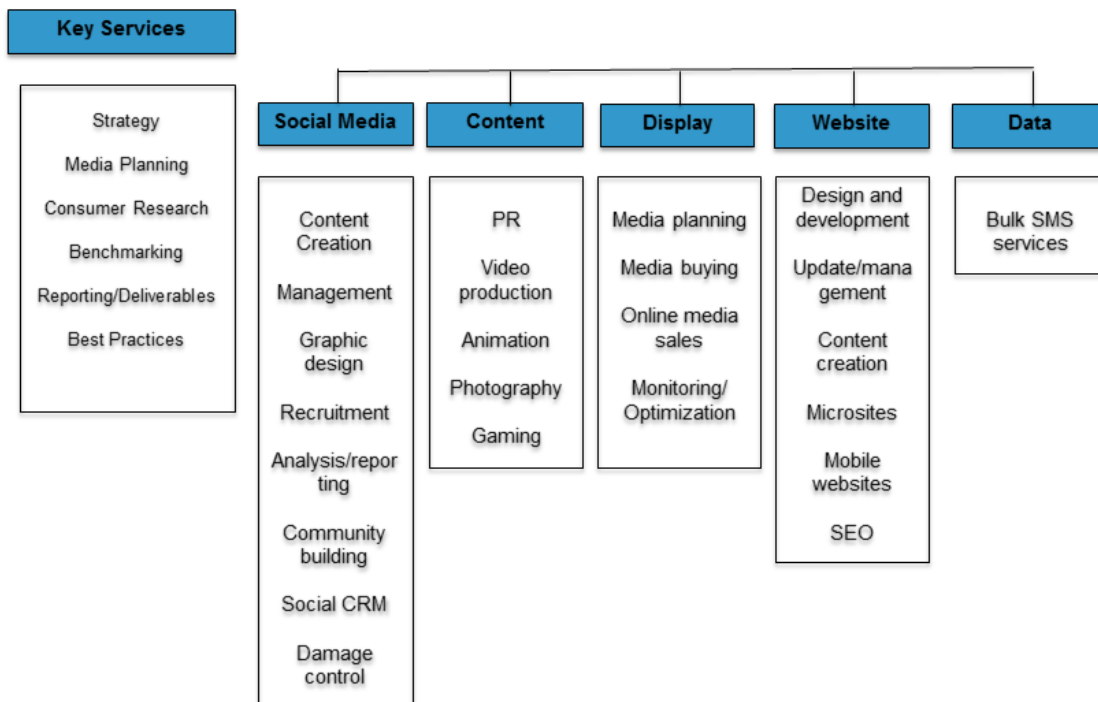 Key Services
Strategy
Media Planning
Consumer Research
Benchmarking
Reporting/Deliverables
Best Practices
Social Media
Content
Creation
Management
Graphic
design
Recruitment
Analysis/repor
ting
Community
building
Social CRM
Damage
control
Content
PR
Video
production
Animation
Photography
Gaming
Display
Media planning
Media buying
Online media
sales
Monitoring/
Optimization
Website
Design and
development
Update/mana
gement
Content
creation
Microsites
Mobile
websites
SEO
Data
Bulk SMS
services